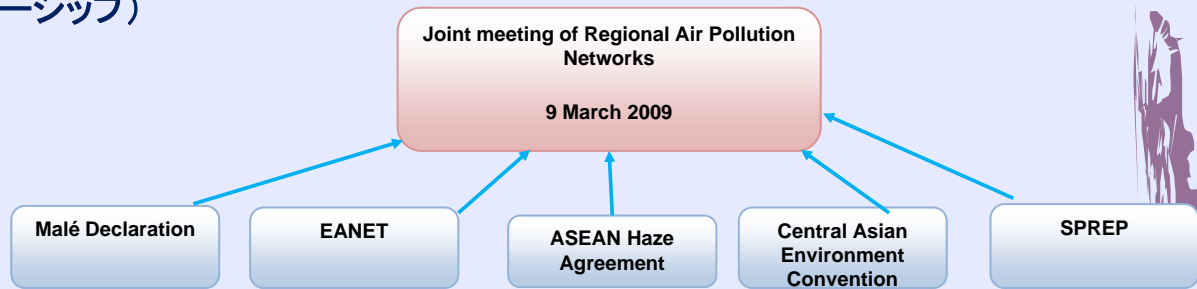 ーシップ）
Joint meeting of Regional Air Pollution
Networks
9 March 2009
Malé Declaration
EANET
ASEAN Haze
Agreement
Central Asian
Environment
Convention
SPREP